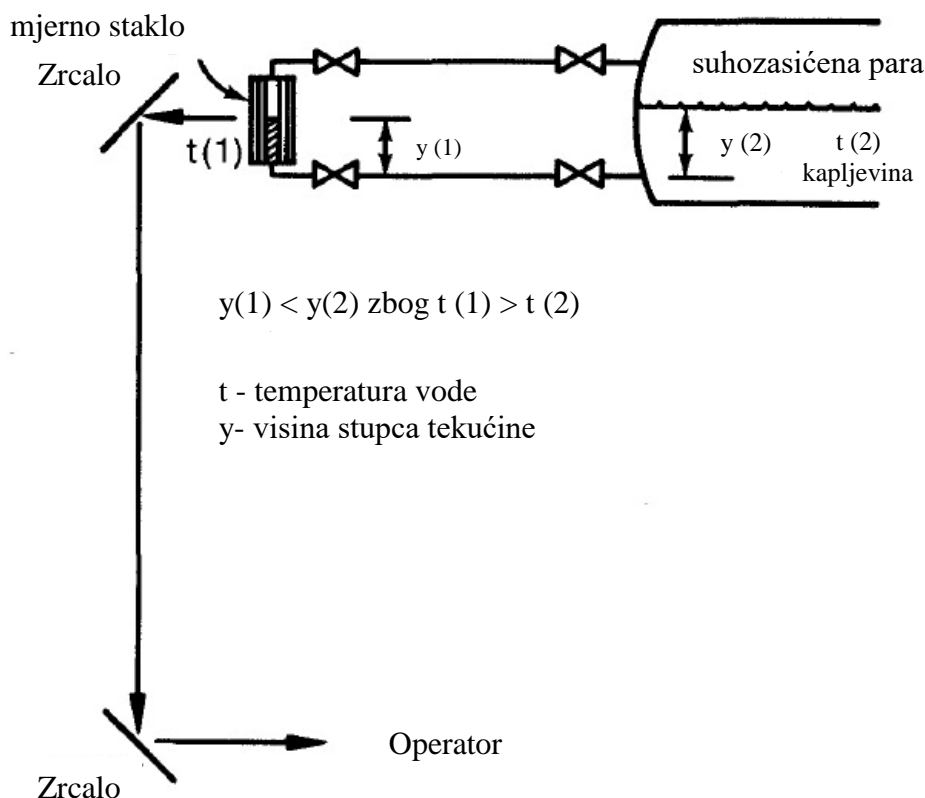 mjerno staklo
Zrcalo
suhozasićena para
t(1)
y (1)
y (2)
t (2)
kapljevina
y(1) < y(2) zbog t (1) > t (2)
t - temperatura vode
y- visina stupca tekućine
Operator
Zrcalo